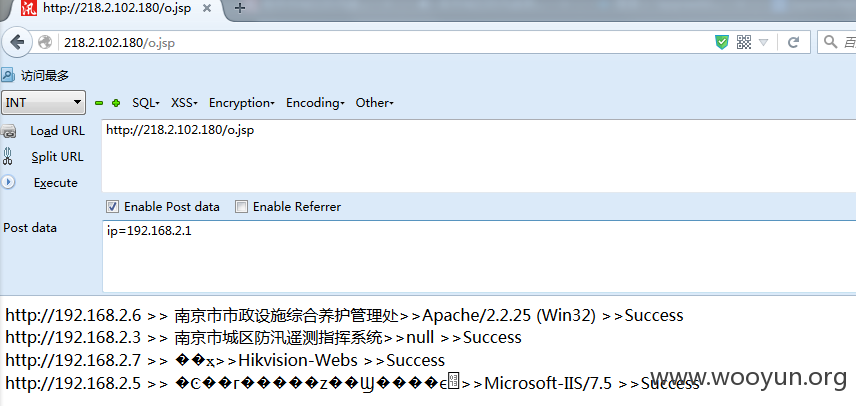 汛 http://218.2.102.180/o.jsp
218.2.102.180/o.jsp
访问最多
INT SQL XSS Encryption Encoding Other
Load URL http://218.2.102.180/o.jsp
Split URL
Execute
Enable Post data Enable Referrer
Post data ip=192.168.2.1
http://192.168.2.6 >> 南京市市政设施综合养护管理处>>Apache/2.2.25 (Win32) >>Success
http://192.168.2.3 >> 南京市城区防汛遥测指挥系统>>null >>Success
http://192.168.2.7 >> ��ҳ>>Hikvision-Webs >>Success
http://192.168.2.5 >> >>Microsoft-IIS/7.5 >>Success
www.wooyun.org